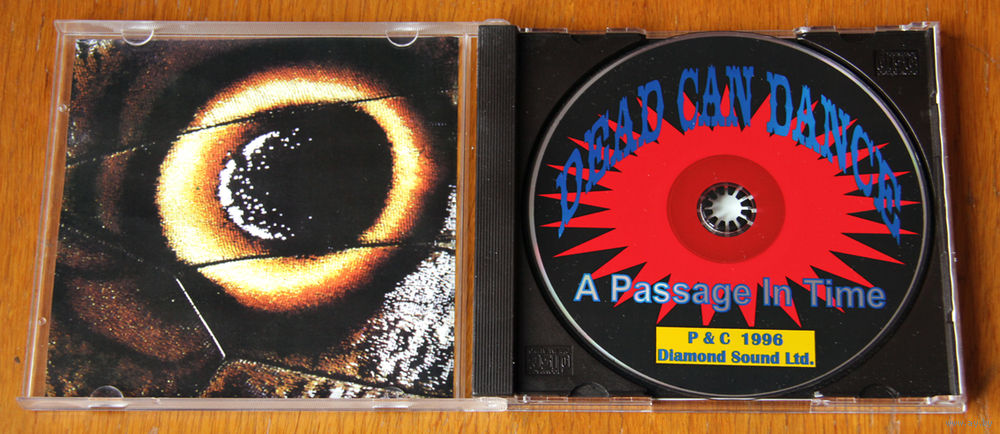 DEAD CAN DANCE
A Passage In Time
P & C 1996
Diamond Sound Ltd.